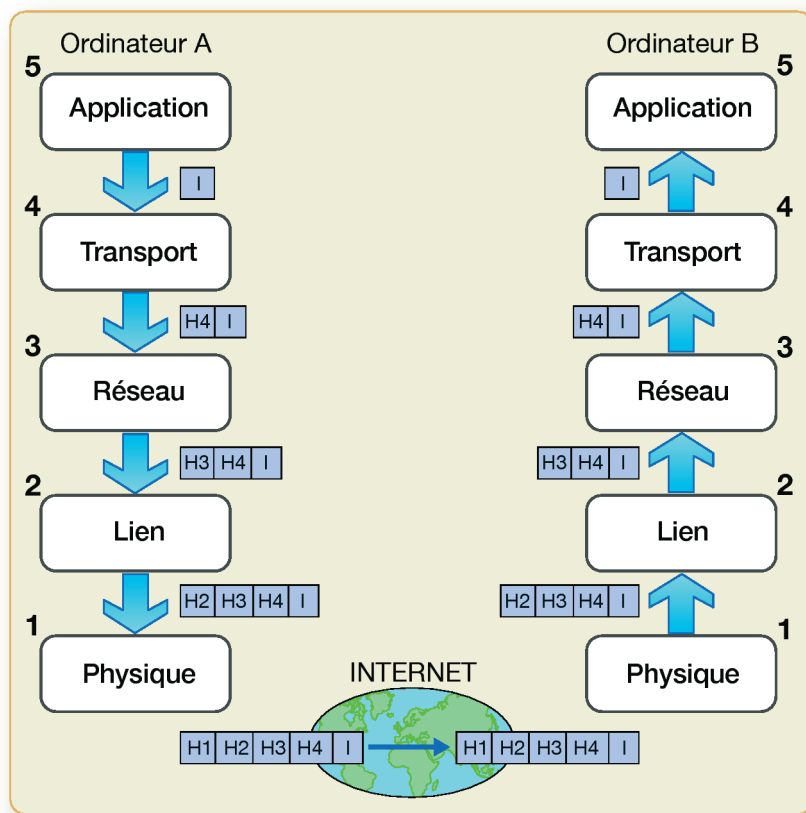 Ordinateur A
Ordinateur B
5
5
Application
Application
I
I
4
4
Transport
Transport
H4 I
H4 I
3
3
Réseau
Réseau
H3 H4 I
H3 H4 I
2
2
Lien
Lien
H2 H3 H4 I
H2 H3 H4 I
1
1
Physique
Physique
INTERNET
H1 H2 H3 H4 I
H1 H2 H3 H4 I